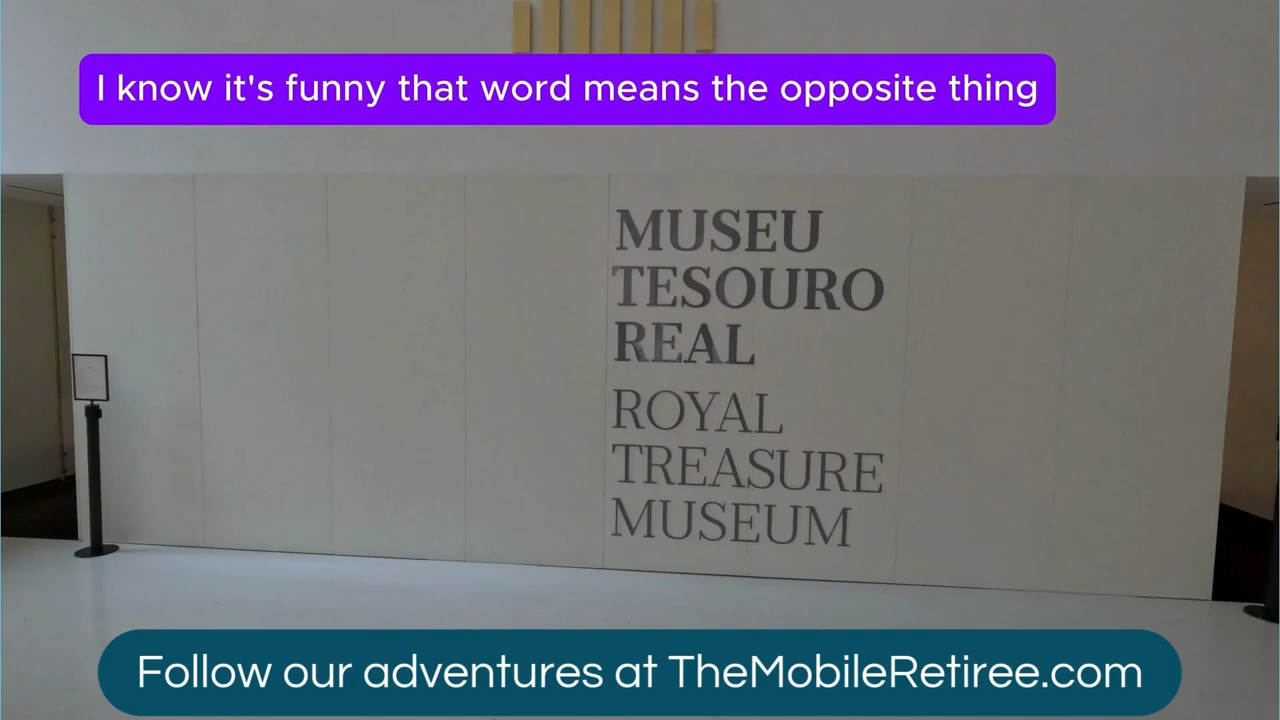 I know it's funny that word means the opposite thing
MUSEU
TESOURO
REAL
ROYAL
TREASURE
MUSEUM
Follow our adventures at TheMobileRetiree.com